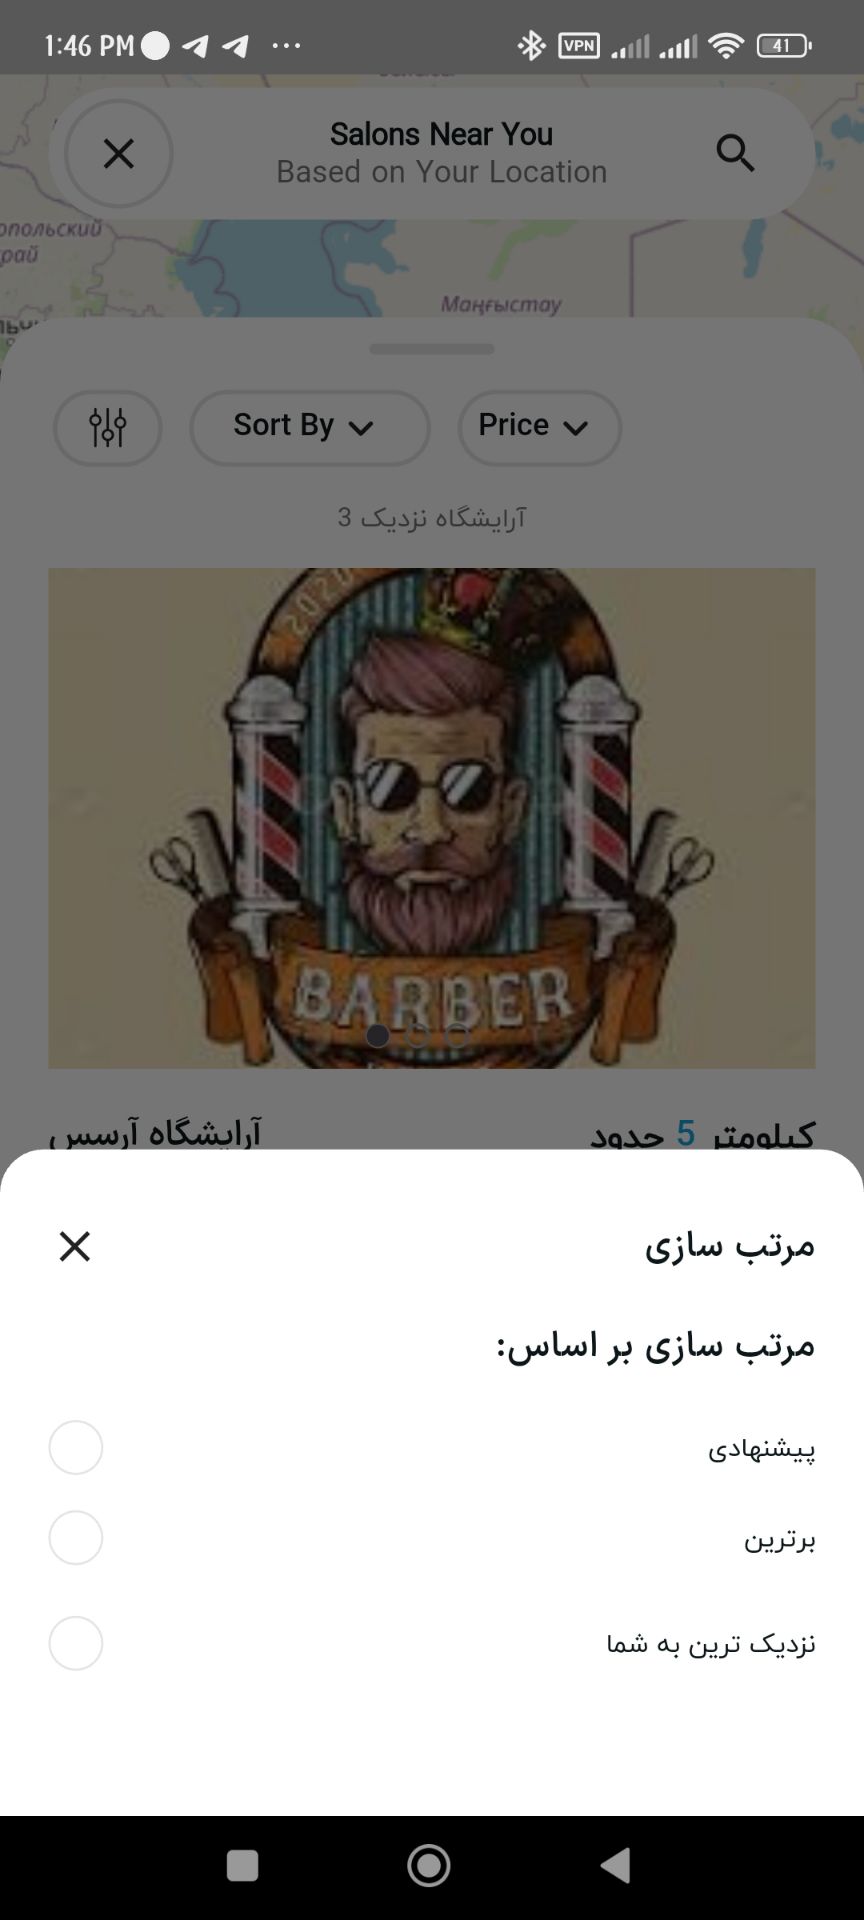 1:46 PM
VPN
41
Salons Near You
Based on Your Location
опольский
рай
Маңғыстау
Sort By
Price
آرایشگاه نزدیک 3
2020
BARBER
آرایشگاه آرسس
کیلومتر 5 حدود
مرتب سازی
مرتب سازی بر اساس:
پیشنهادی
برترین
نزدیک ترین به شما